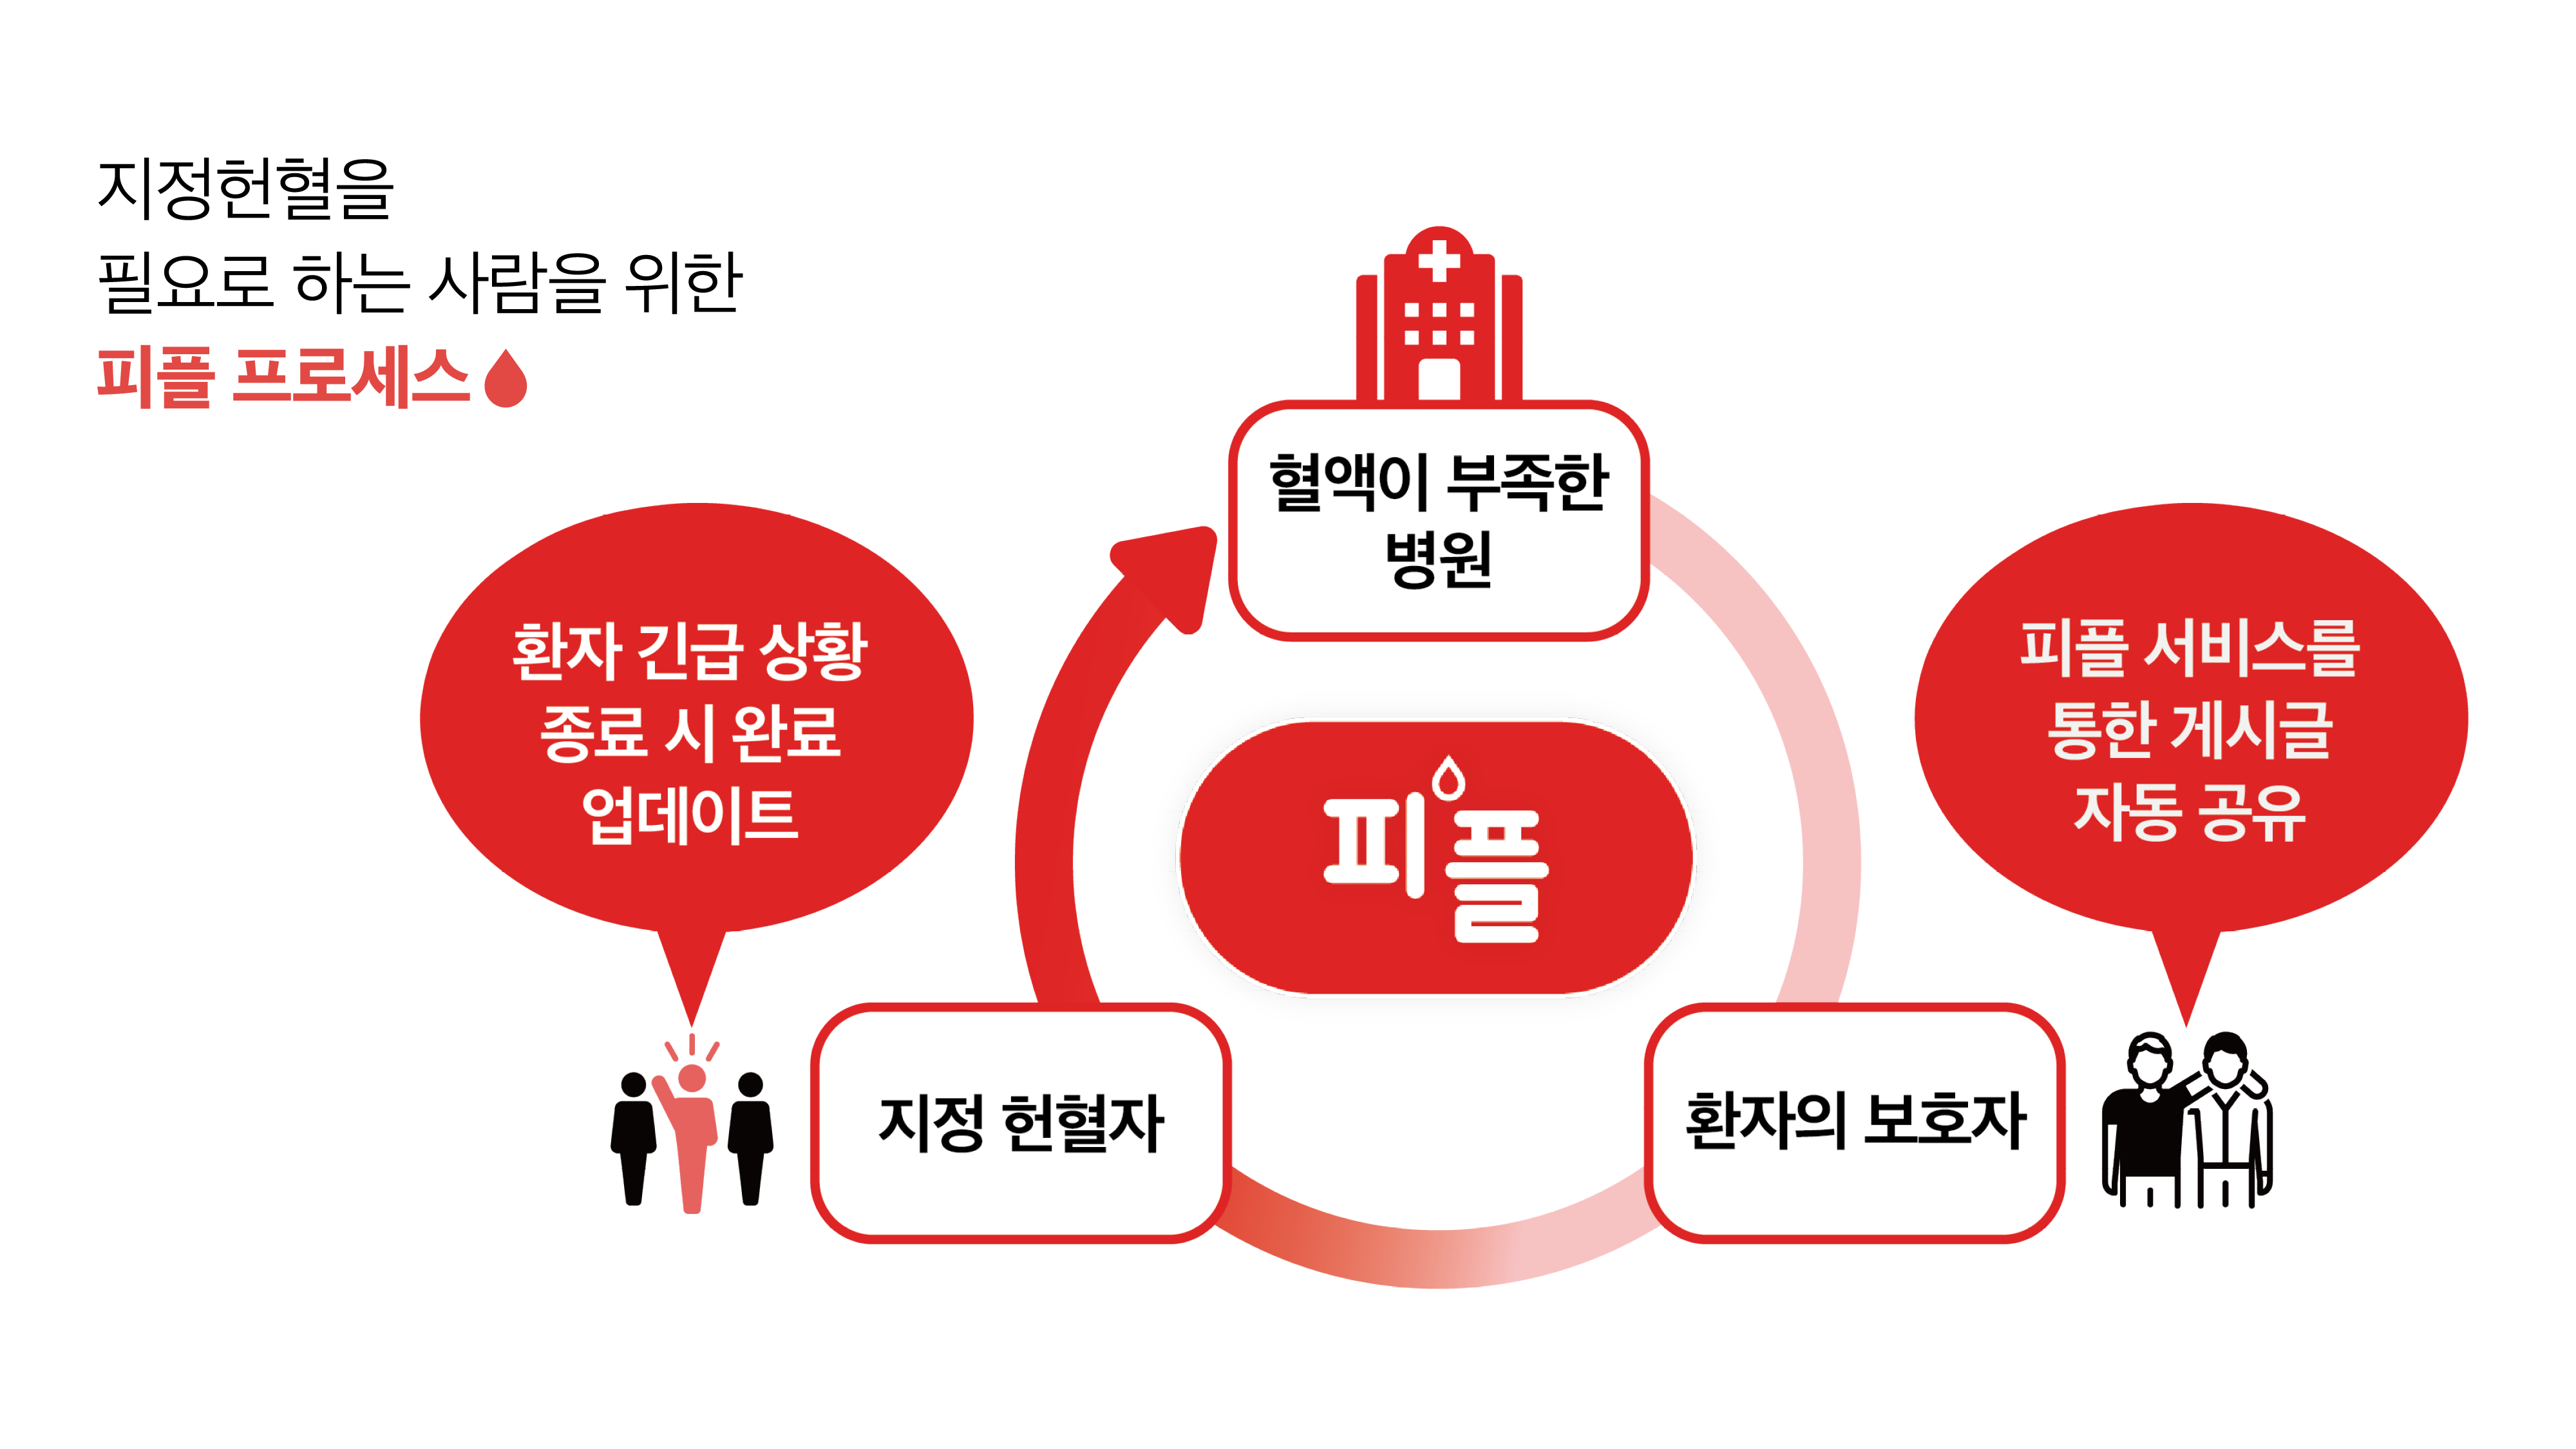 지정헌혈을
필요로 하는 사람을 위한
피플 프로세스
혈액이 부족한
병원
환자 긴급 상황
종료 시 완료
업데이트
피플 서비스를
통한 게시글
자동 공유
피플
지정 헌혈자
환자의 보호자